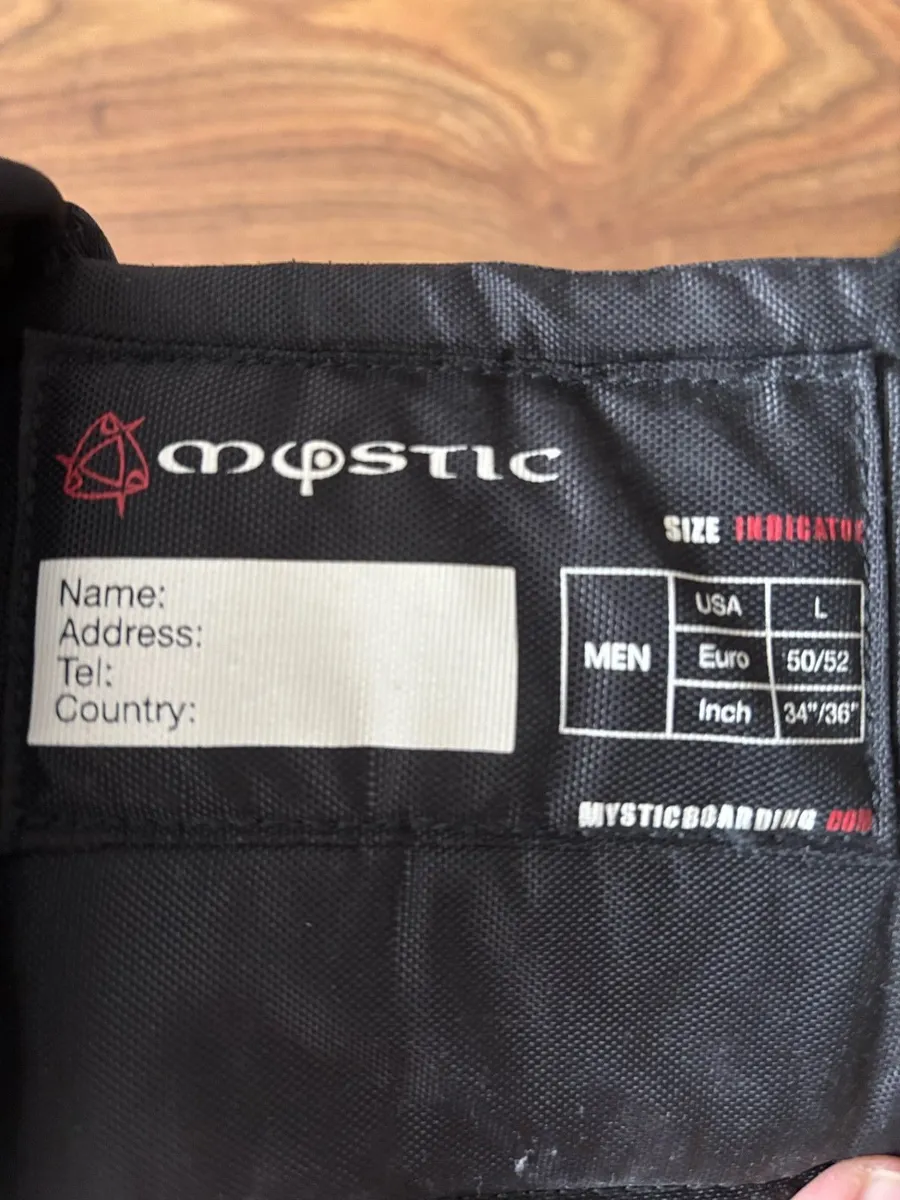 mystic
SIZE INDICATOR
Name:
Address:
Tel:
Country:
MEN
USA L
Euro 50/52
Inch 34"/36"
MYSTICBOARDING.COM